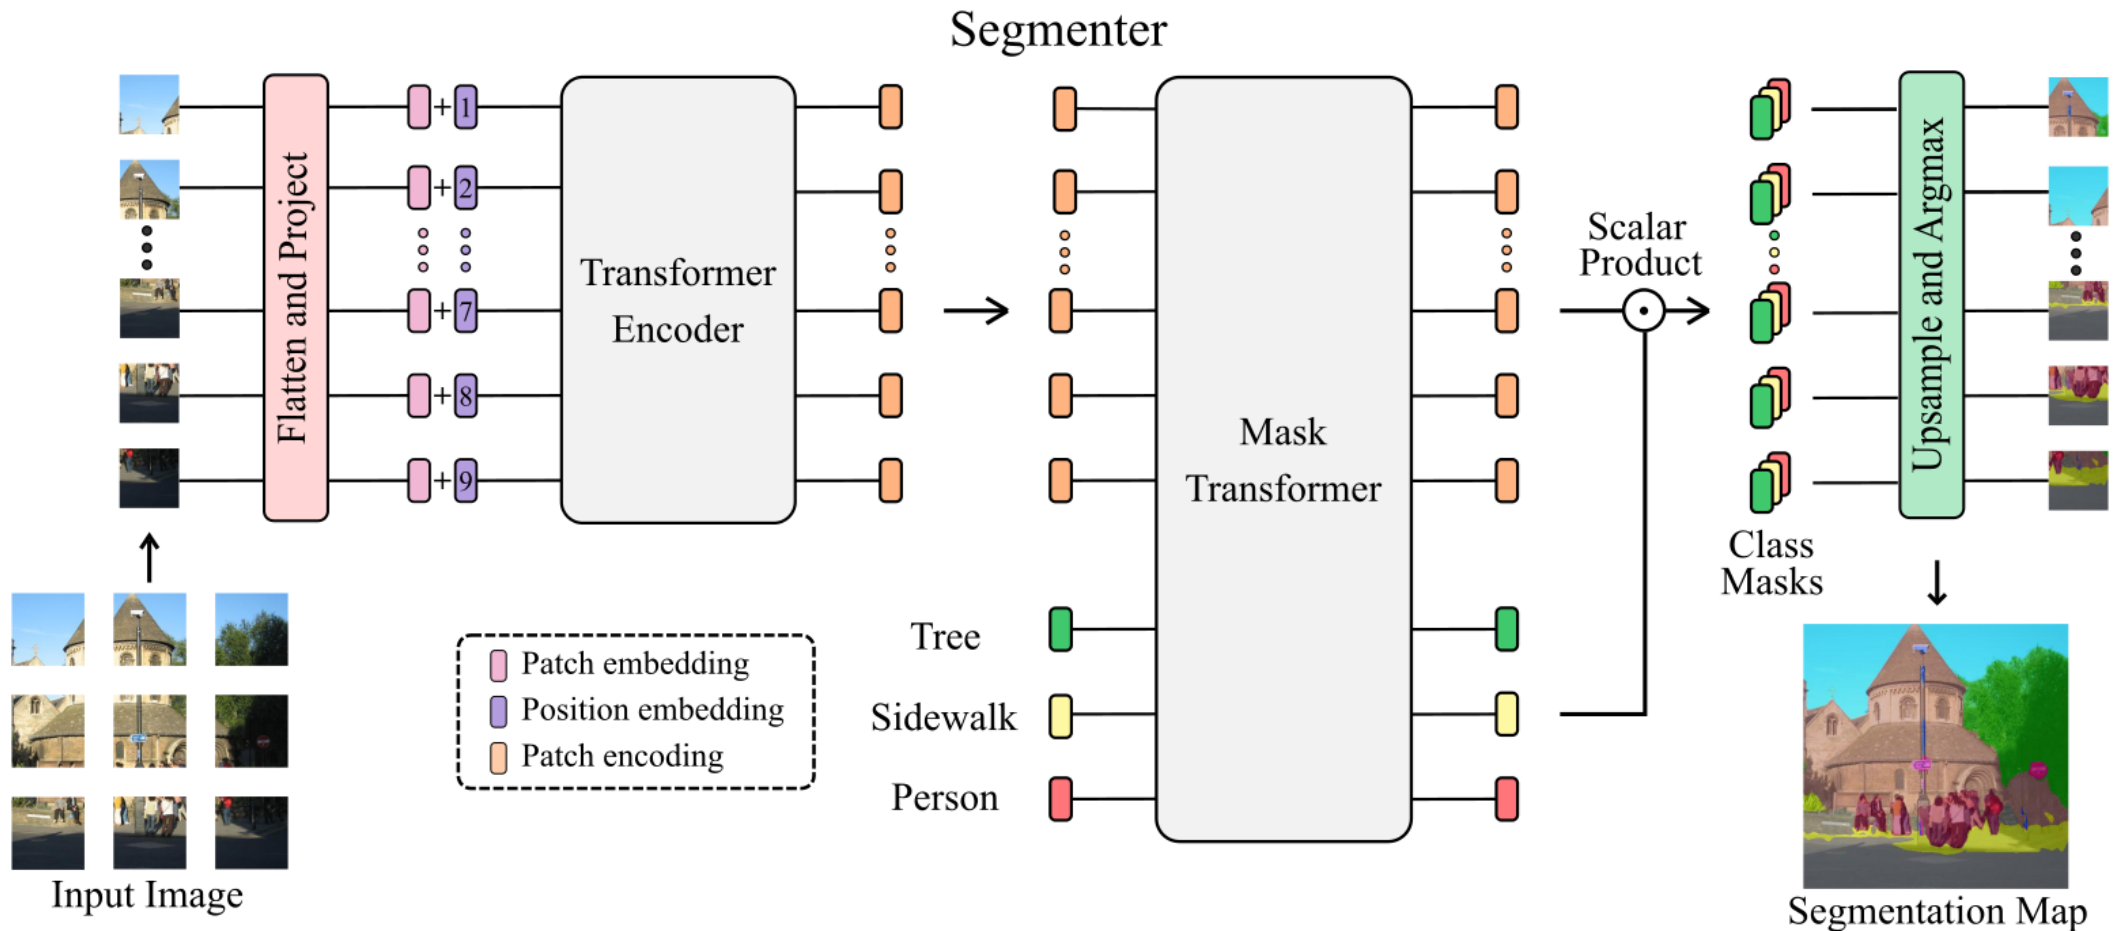 Segmenter
Flatten and Project
+ 1
+ 2
+ 7
+ 8
+ 9
Transformer
Encoder
Mask
Transformer
Scalar
Product
Class
Masks
Upsample and Argmax
Tree
Sidewalk
Person
Patch embedding
Position embedding
Patch encoding
Input Image
Segmentation Map